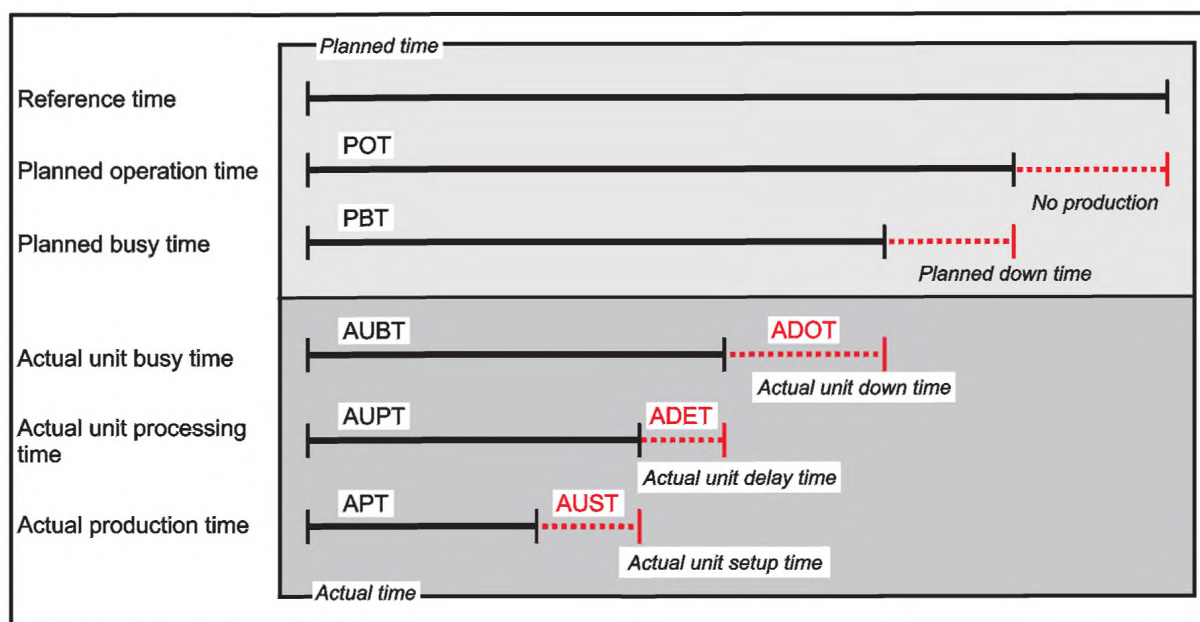 Planned time
Reference time
POT
Planned operation time
No production
PBT
Planned busy time
Planned down time
AUBT
ADOT
Actual unit busy time
Actual unit down time
AUPT
ADET
Actual unit processing
time
Actual unit delay time
APT
AUST
Actual production time
Actual unit setup time
Actual time